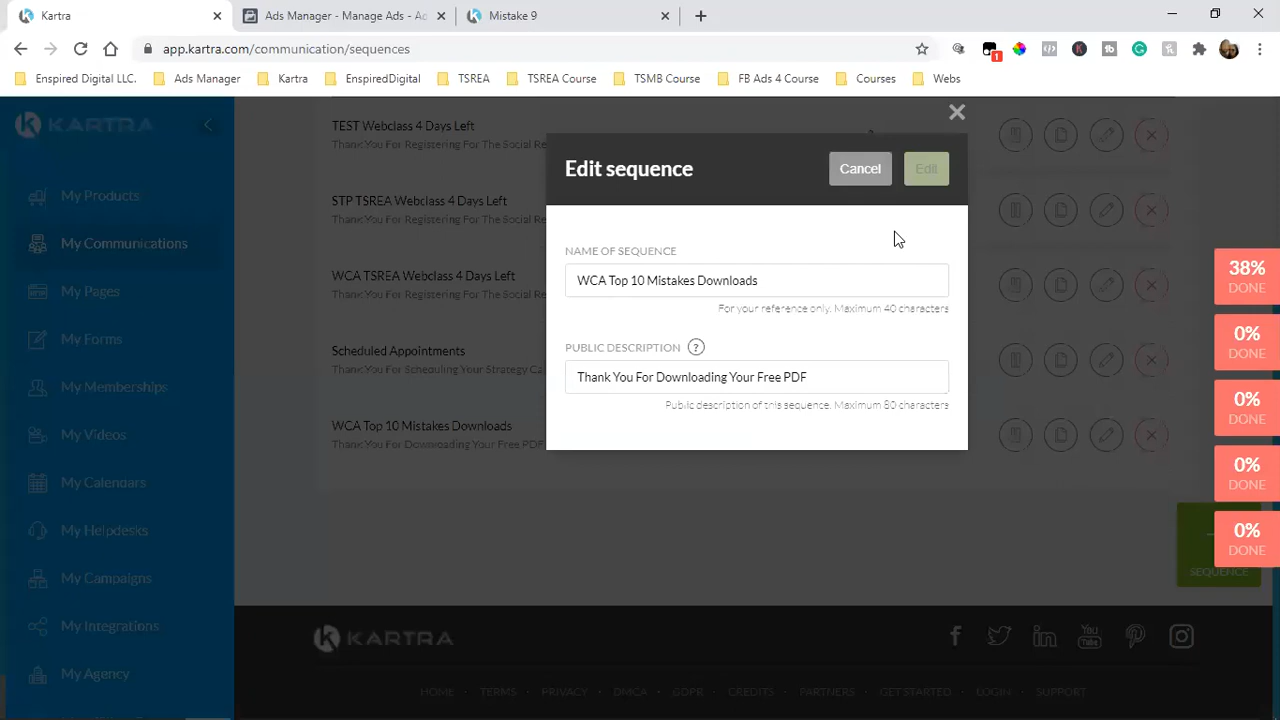 Kartra
Ads Manager - Manage Ads - Ad
Mistake 9
app.kartra.com/communication/sequences
1
Enspired Digital LLC.
Ads Manager
Kartra
EnspiredDigital
TSREA
TSREA Course
TSMB Course
FB Ads 4 Course
Courses
Webs
KARTRA
My Products
My Communications
My Pages
My Forms
My Memberships
My Videos
My Calendars
My Helpdesks
My Campaigns
My Integrations
My Agency
TEST Webclass 4 Days Left
Thank You For Registering For The Social Re
STP TSREA Webclass 4 Days Left
Thank You For Registering For The Social Re
WCA TSREA Webclass 4 Days Left
Thank You For Registering For The Social Re
Scheduled Appointments
Thank You For Scheduling Your Strategy Ca
WCA Top 10 Mistakes Downloads
Thank You For Downloading Your Free PDF
Edit sequence
Cancel
Edit
NAME OF SEQUENCE
WCA Top 10 Mistakes Downloads
For your reference only. Maximum 40 characters
PUBLIC DESCRIPTION ?
Thank You For Downloading Your Free PDF
Public description of this sequence. Maximum 80 characters
38%
DONE
0%
DONE
0%
DONE
0%
DONE
0%
DONE
SEQUENCE
KARTRA
HOME · TERMS · PRIVACY · DMCA · GDPR · CREDITS · PARTNERS · GET STARTED · LOGIN · SUPPORT